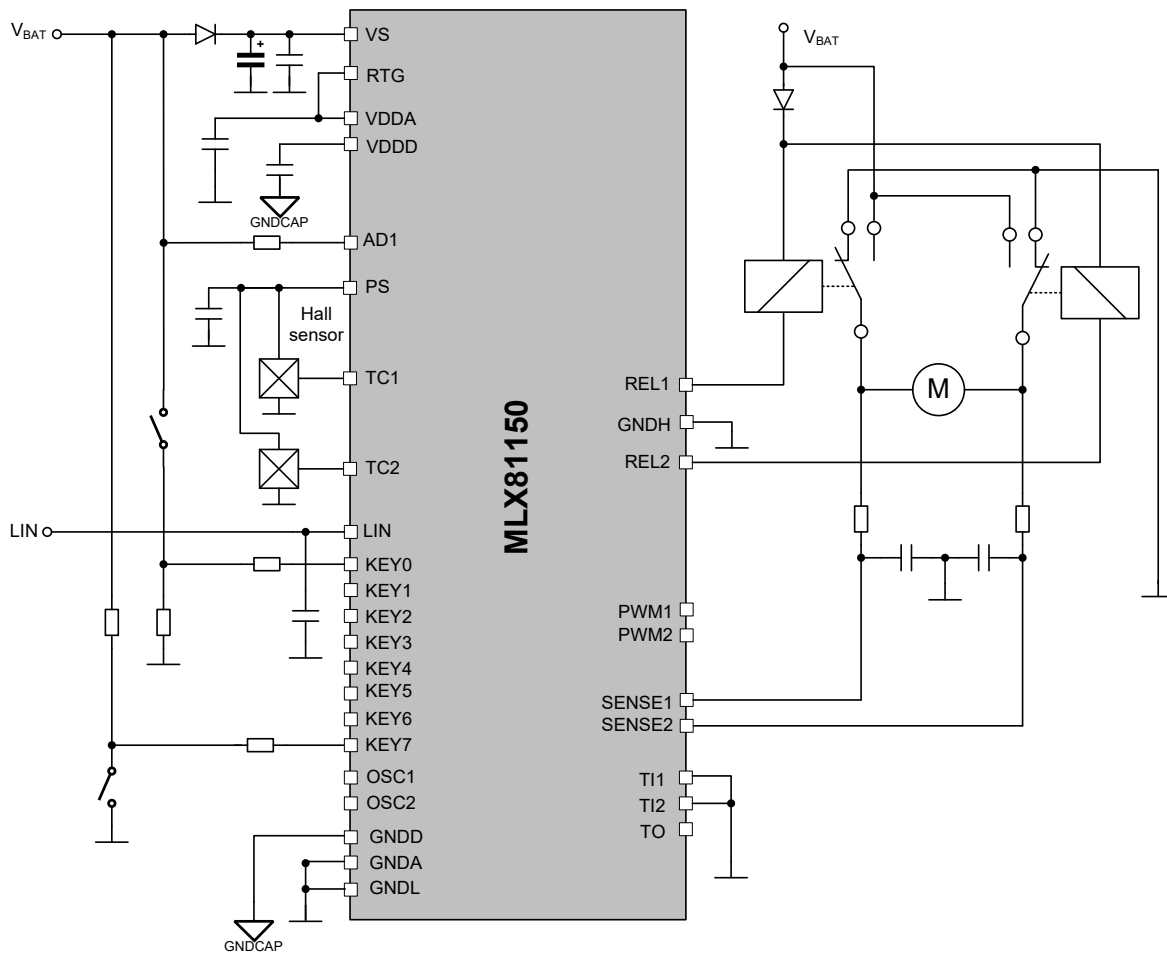 VBAT
VS
RTG
VDDA
VDDD
GNDCAP
AD1
PS
Hall
sensor
TC1
TC2
LIN
LIN
KEY0
KEY1
KEY2
KEY3
KEY4
KEY5
KEY6
KEY7
OSC1
OSC2
GNDD
GNDA
GNDL
GNDCAP
MLX81150
REL1
GNDH
REL2
PWM1
PWM2
SENSE1
SENSE2
TI1
TI2
TO
VBAT
M